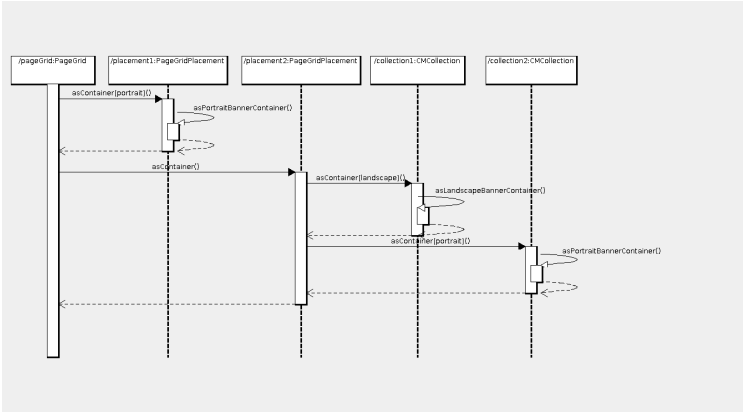 /pageGrid:PageGrid
/placement1:PageGridPlacement
/placement2:PageGridPlacement
/collection1:CMCollection
/collection2:CMCollection
asContainer[portrait]()
asPortraitBannerContainer()
asContainer()
asContainer[landscape]()
asLandscapeBannerContainer()
asContainer[portrait]()
asPortraitBannerContainer()